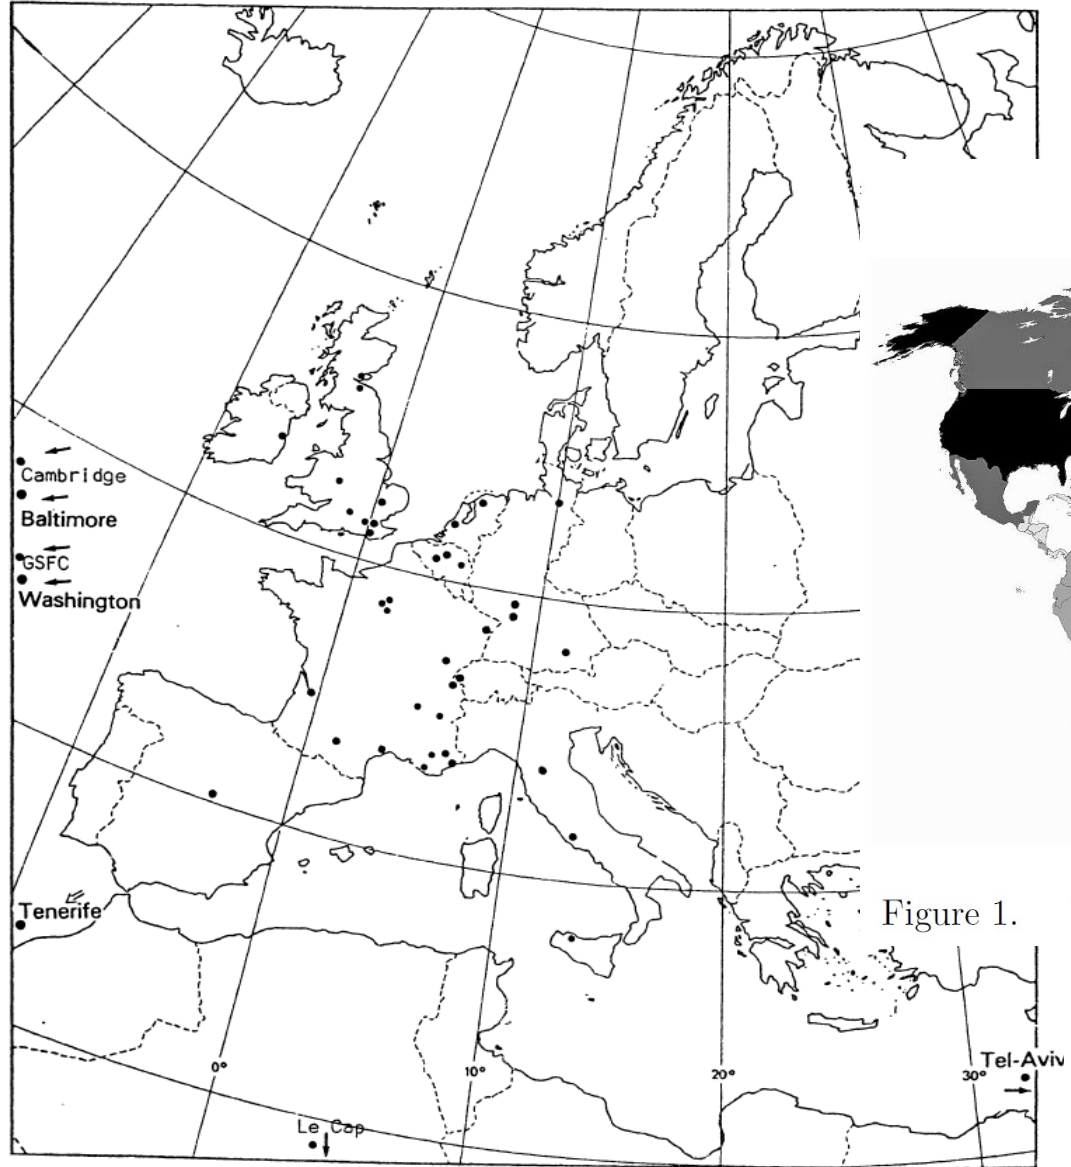 Cambridge
Baltimore
GSFC
Washington
Figure 1.
Tenerife
Tel-Aviv
0°
10°
20°
30°
Le Cap